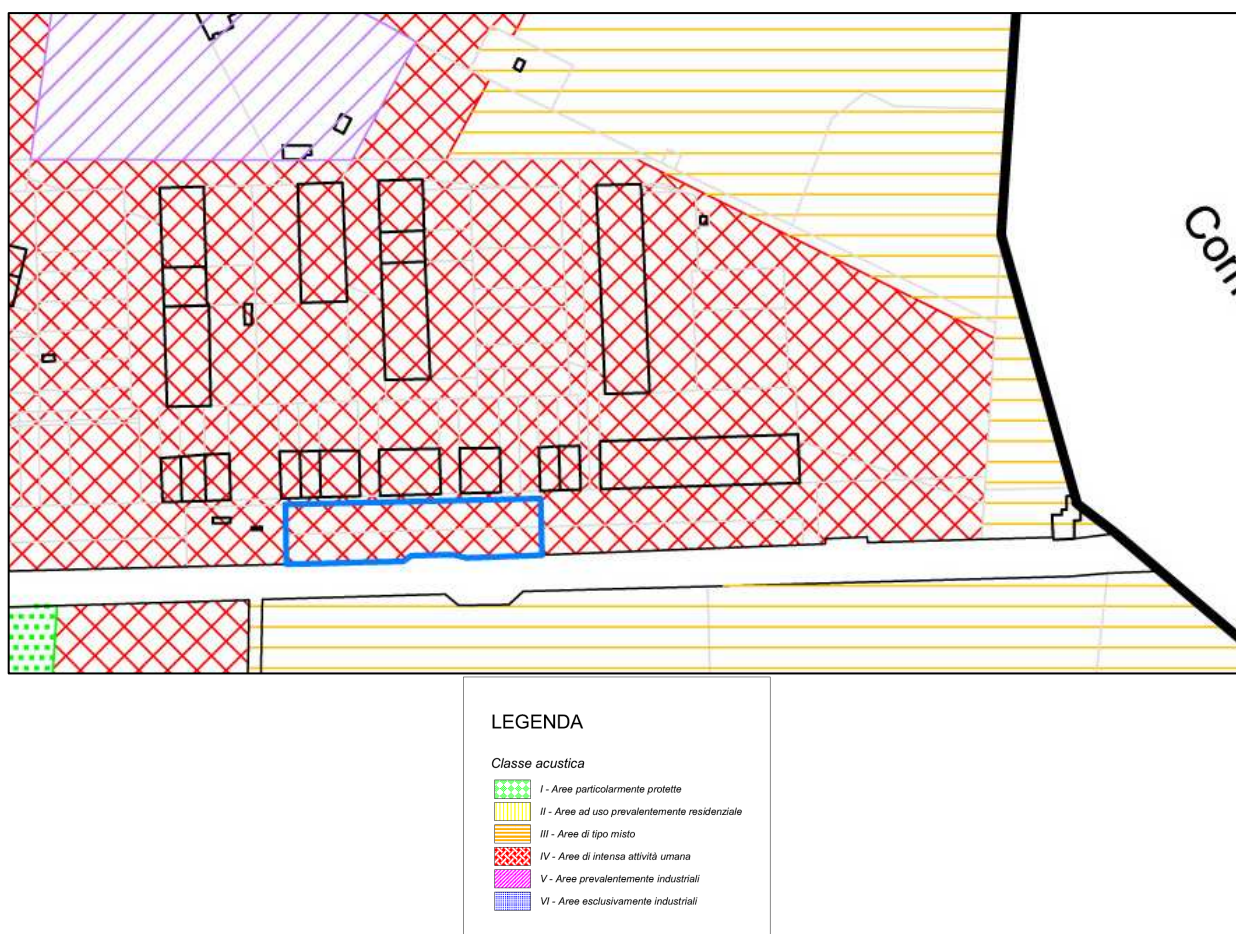 LEGENDA
Classe acustica
I - Aree particolarmente protette
II - Aree ad uso prevalentemente residenziale
III - Aree di tipo misto
IV - Aree di intensa attività umana
V - Aree prevalentemente industriali
VI - Aree esclusivamente industriali